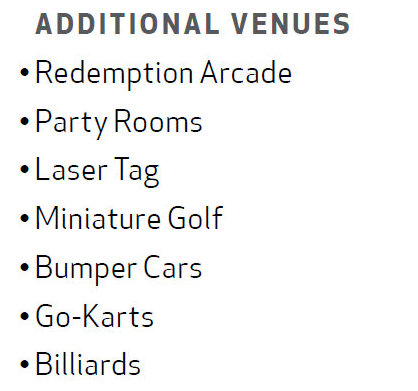 ADDITIONAL VENUES
• Redemption Arcade
• Party Rooms
• Laser Tag
• Miniature Golf
• Bumper Cars
• Go-Karts
• Billiards